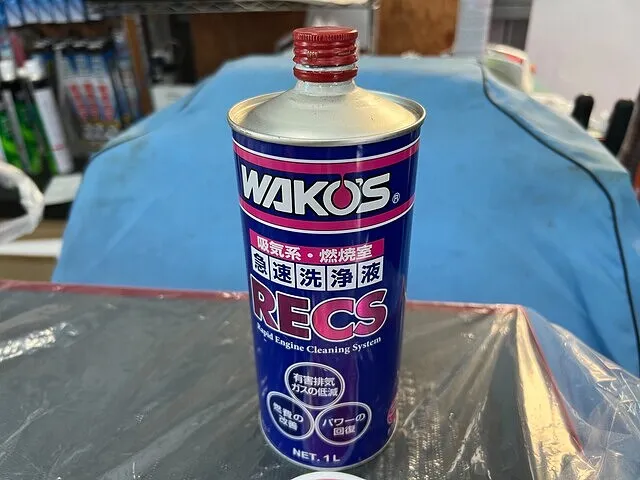 WAKO'S®
吸気系・燃焼室
急速洗浄液
RECS
Rapid Engine Cleaning System
有害排気
ガスの低減
燃費の
改善
パワーの
回復
NET. 1L